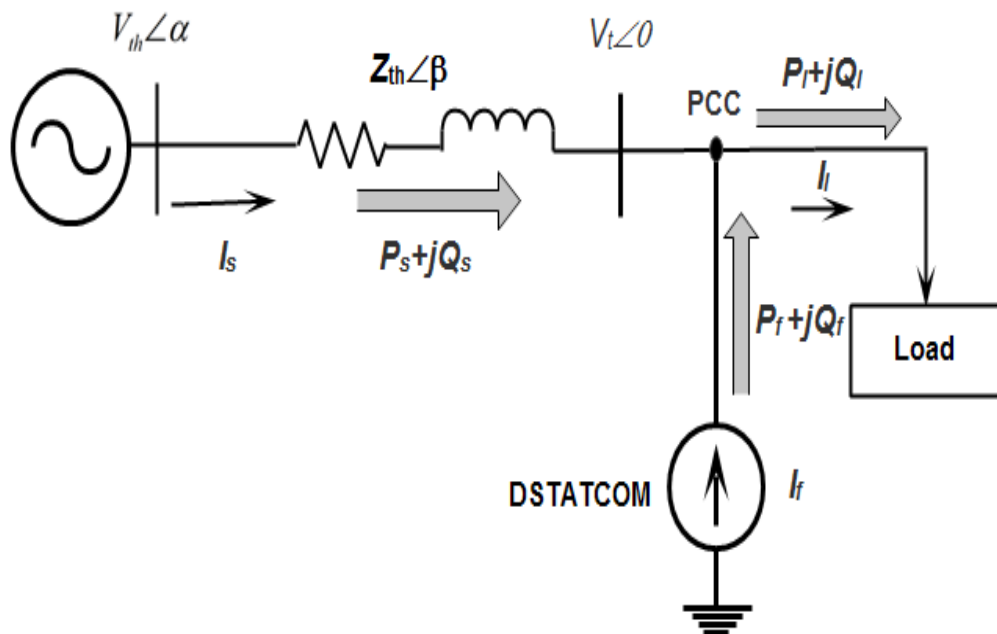 Vth∠α
Zth∠β
Vt∠0
Pl+jQl
PCC
Is
Ps+jQs
Il
Pf+jQf
Load
DSTATCOM
If